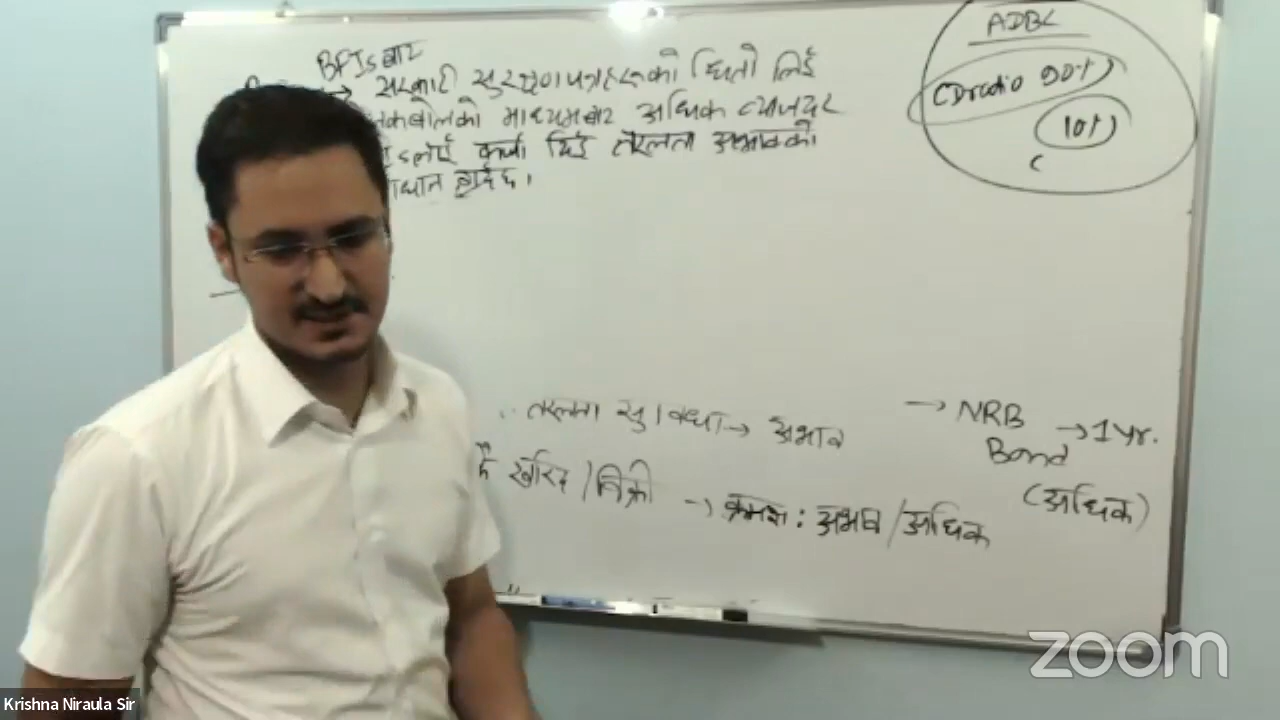 BFIs बाट
→ सरकारी सुरक्षणपत्रहरुको धितो लिई
कबोलको माध्यमबाट अधिक व्याजदर
लाई कर्जा दिई तरलता अभावको
ADBL
CD ratio 90%
10%
तरलता सुविधा → अभाव
→ NRB Bond → 1 yr.
(अधिक)
खरिद / बिक्री → क्रमश: अभाव / अधिक
zoom
Krishna Niraula Sir